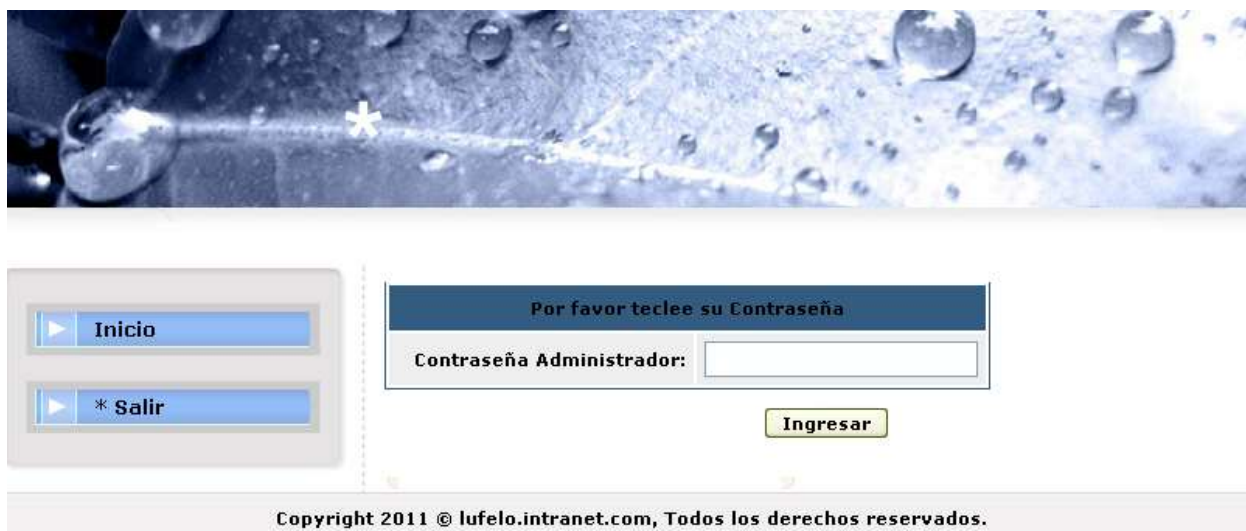 *
Inicio
* Salir
Por favor teclee su Contraseña
Contraseña Administrador:
Ingresar
Copyright 2011 © lufelo.intranet.com, Todos los derechos reservados.